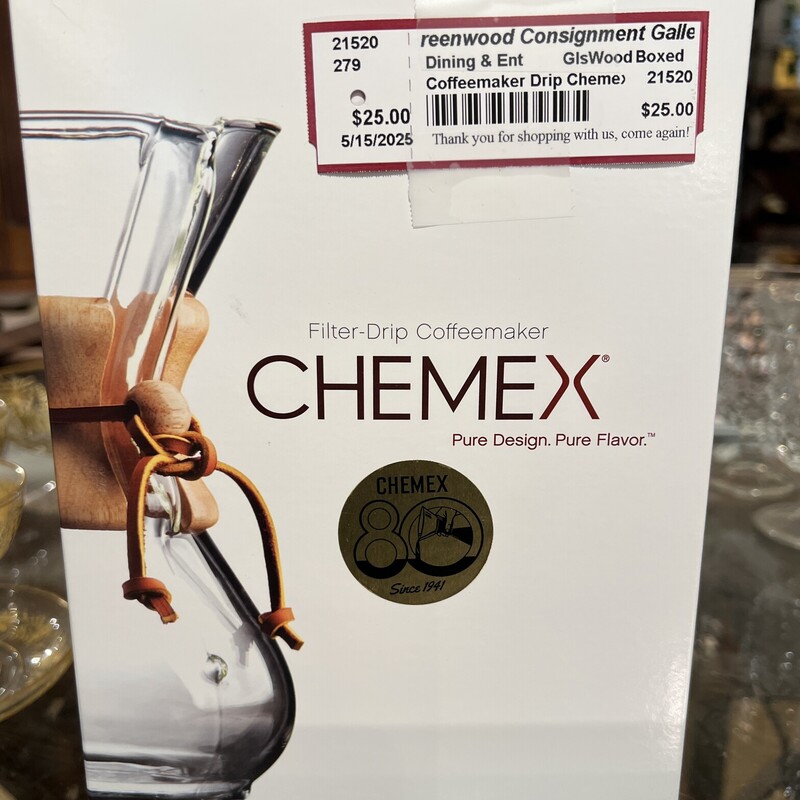 21520
279
$25.00
5/15/2025
reenwood Consignment Galle
Dining & Ent GlsWood Boxed
Coffeemaker Drip Chemex 21520
$25.00
Thank you for shopping with us, come again!
Filter-Drip Coffeemaker
CHEMEX®
Pure Design. Pure Flavor.™
CHEMEX
80
Since 1941